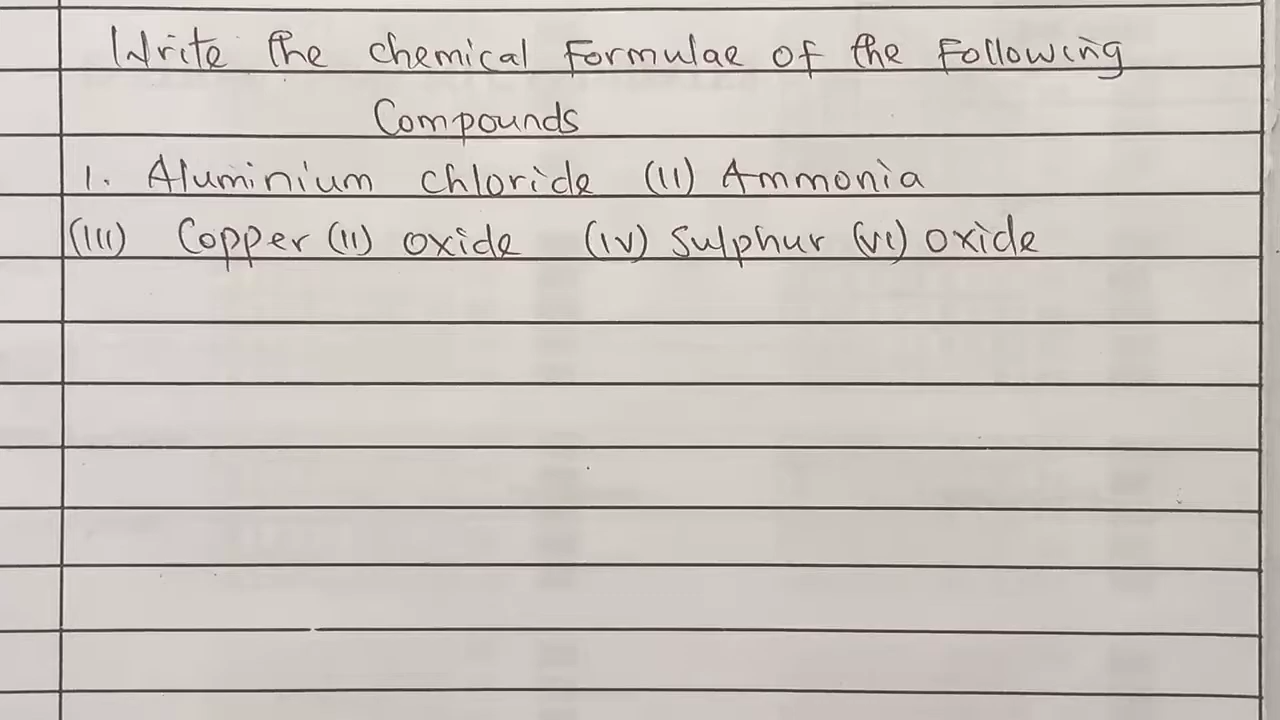 Write the chemical Formulae of the Following
Compounds
1. Aluminium chloride (II) Ammonia
(III) Copper (II) oxide (IV) Sulphur (VI) oxide